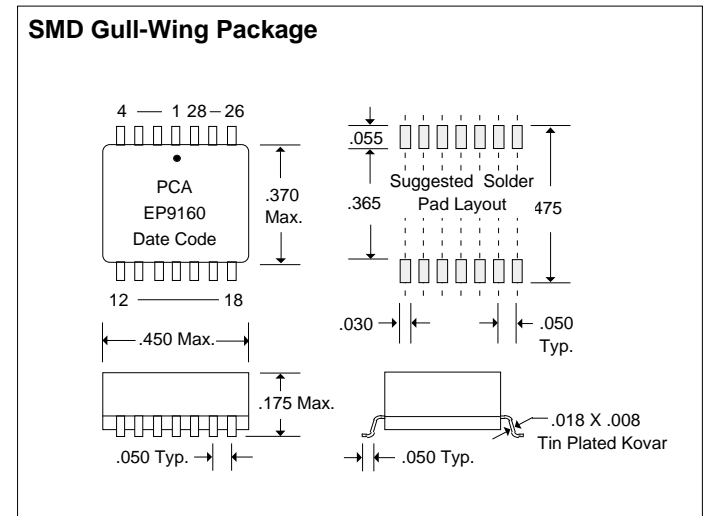 SMD Gull-Wing Package
4 — 1 28 – 26
PCA
EP9160
Date Code
12 — 18
.370
Max.
.055
.365
Suggested Solder
Pad Layout
.475
.030
.050
Typ.
.450 Max.
.175 Max.
.050 Typ.
.050 Typ.
.018 X .008
Tin Plated Kovar